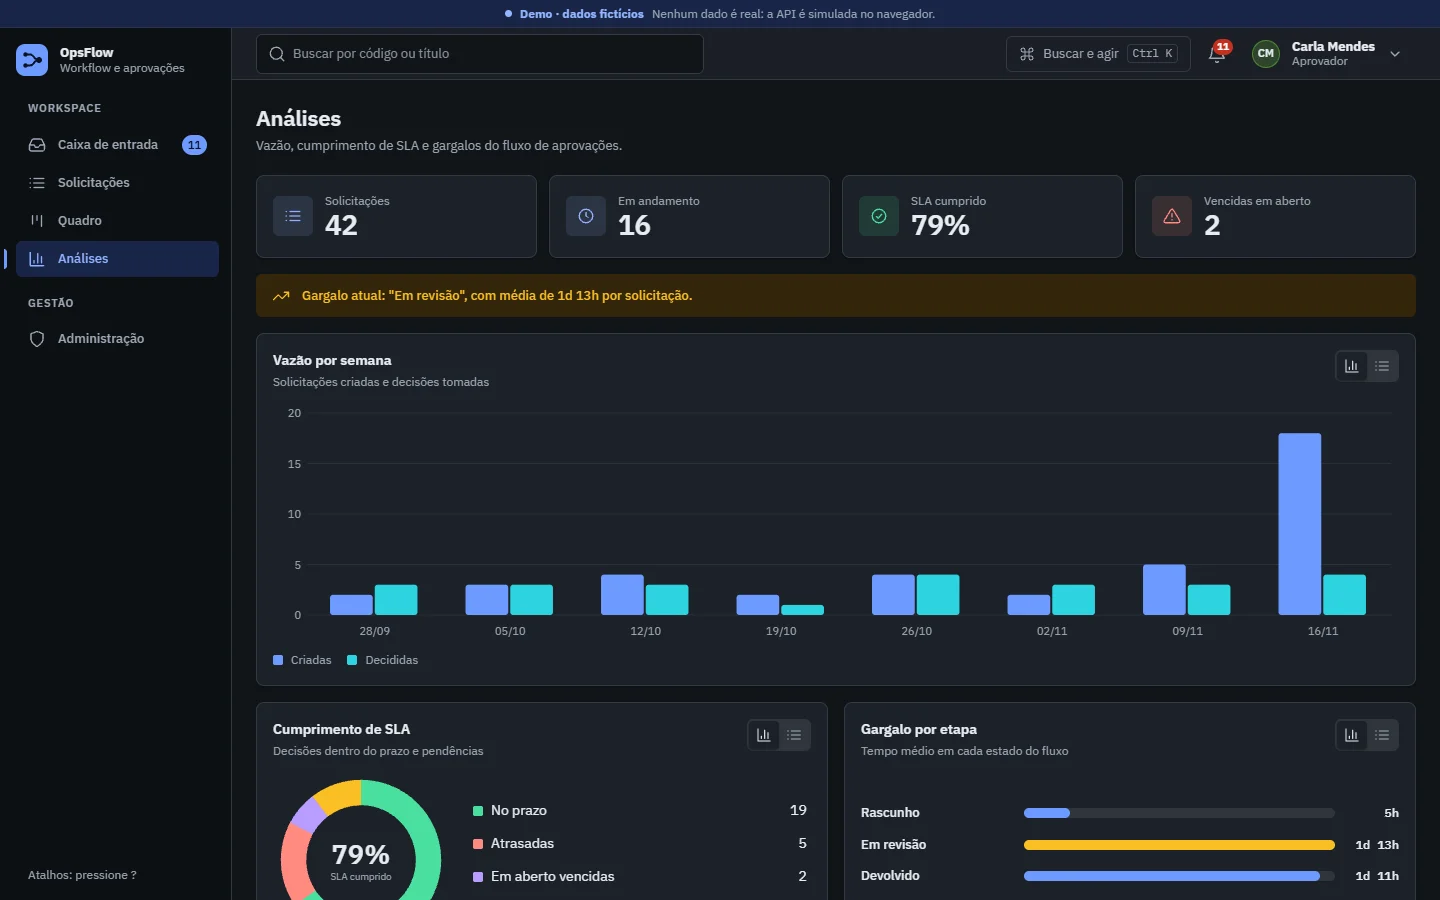 Demo · dados fictícios Nenhum dado é real: a API é simulada no navegador.
OpsFlow
Workflow e aprovações
Buscar por código ou título
Buscar e agir Ctrl K
11
CM
Carla Mendes
Aprovador
WORKSPACE
Caixa de entrada 11
Solicitações
Quadro
Análises
GESTÃO
Administração
Atalhos: pressione ?
Análises
Vazão, cumprimento de SLA e gargalos do fluxo de aprovações.
Solicitações
42
Em andamento
16
SLA cumprido
79%
Vencidas em aberto
2
Gargalo atual: "Em revisão", com média de 1d 13h por solicitação.
Vazão por semana
Solicitações criadas e decisões tomadas
20
15
10
5
0
28/09 05/10 12/10 19/10 26/10 02/11 09/11 16/11
Criadas Decididas
Cumprimento de SLA
Decisões dentro do prazo e pendências
79%
SLA cumprido
No prazo 19
Atrasadas 5
Em aberto vencidas 2
Gargalo por etapa
Tempo médio em cada estado do fluxo
Rascunho 5h
Em revisão 1d 13h
Devolvido 1d 11h